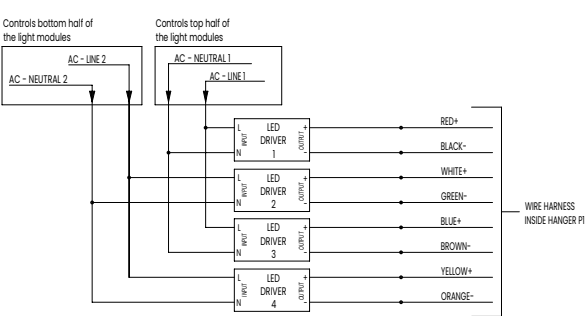 Controls bottom half of
the light modules
Controls top half of
the light modules
AC - LINE 2
AC - NEUTRAL 2
AC - NEUTRAL 1
AC - LINE 1
L
N
INPUT
LED
DRIVER
1
OUTPUT
+
-
RED+
BLACK-
L
N
INPUT
LED
DRIVER
2
OUTPUT
+
-
WHITE+
GREEN-
L
N
INPUT
LED
DRIVER
3
OUTPUT
+
-
BLUE+
BROWN-
L
N
INPUT
LED
DRIVER
4
OUTPUT
+
-
YELLOW+
ORANGE-
WIRE HARNESS
INSIDE HANGER P1